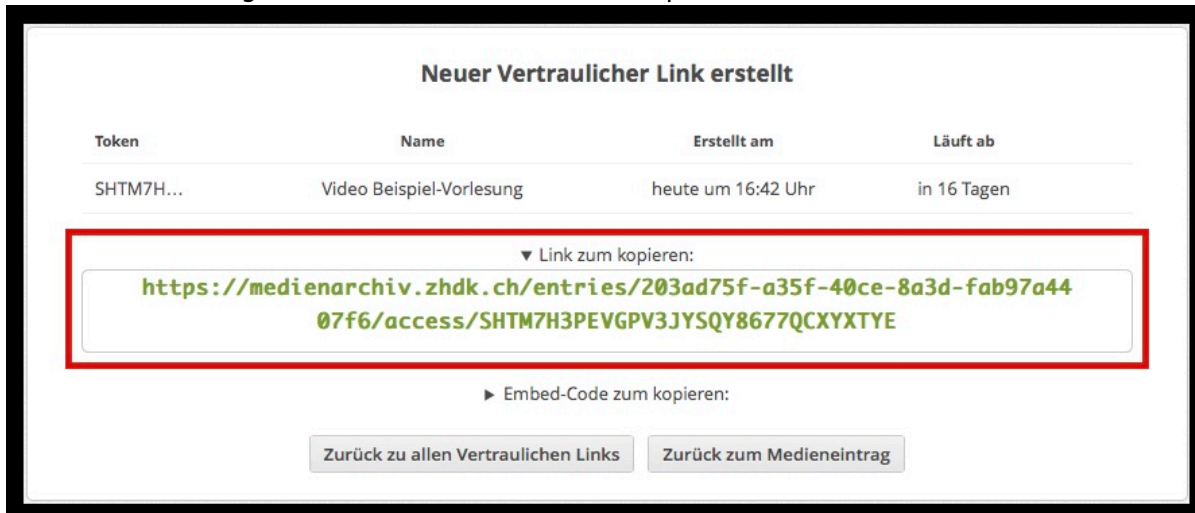 Neuer Vertraulicher Link erstellt
Token Name Erstellt am Läuft ab
SHTM7H... Video Beispiel-Vorlesung heute um 16:42 Uhr in 16 Tagen
▼ Link zum kopieren:
https://medienarchiv.zhdk.ch/entries/203ad75f-a35f-40ce-8a3d-fab97a44
07f6/access/SHTM7H3PEVGPV3JYSQY8677QCXYXTYE
► Embed-Code zum kopieren:
Zurück zu allen Vertraulichen Links Zurück zum Medieneintrag